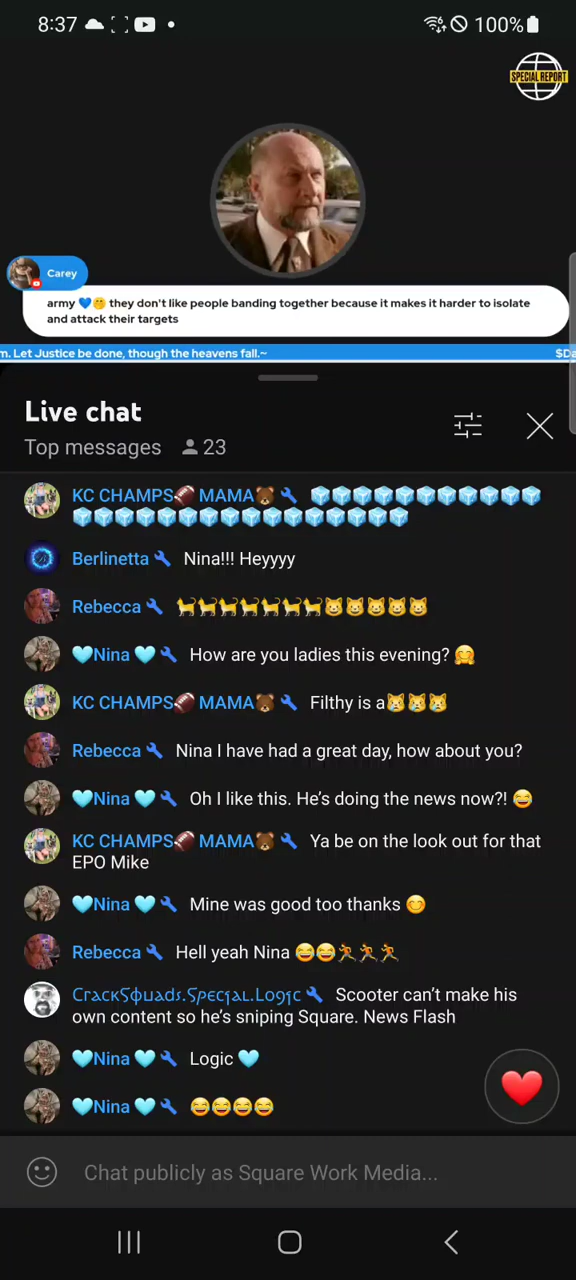 8:37
100%
SPECIAL REPORT
Carey
army 💙🤭 they don't like people banding together because it makes it harder to isolate
and attack their targets
m. Let Justice be done, though the heavens fall.~ $Da
Live chat
Top messages 23
KC CHAMPS🏈 MAMA🐻 🧊🧊🧊🧊🧊🧊🧊🧊🧊🧊🧊
🧊🧊🧊🧊🧊🧊🧊🧊🧊🧊🧊🧊🧊🧊🧊🧊
Berlinetta Nina!!! Heyyyy
Rebecca 🐈🐈🐈🐈🐈🐈🐈😺😺😺😺😺
🩵Nina 🩵 How are you ladies this evening? 🤗
KC CHAMPS🏈 MAMA🐻 Filthy is a😿😿😿
Rebecca Nina I have had a great day, how about you?
🩵Nina 🩵 Oh I like this. He's doing the news now?! 😂
KC CHAMPS🏈 MAMA🐻 Ya be on the look out for that
EPO Mike
🩵Nina 🩵 Mine was good too thanks 😊
Rebecca Hell yeah Nina 😂😂🏃🏃🏃
Scooter can't make his
own content so he's sniping Square. News Flash
🩵Nina 🩵 Logic 🩵
🩵Nina 🩵 😂😂😂😂
Chat publicly as Square Work Media...